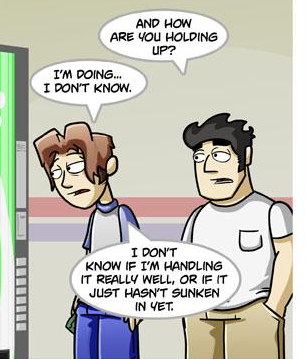 AND HOW
ARE YOU HOLDING
UP?
I'M DOING...
I DON'T KNOW.
I DON'T
KNOW IF I'M HANDLING
IT REALLY WELL, OR IF IT
JUST HASN'T SUNKEN
IN YET.